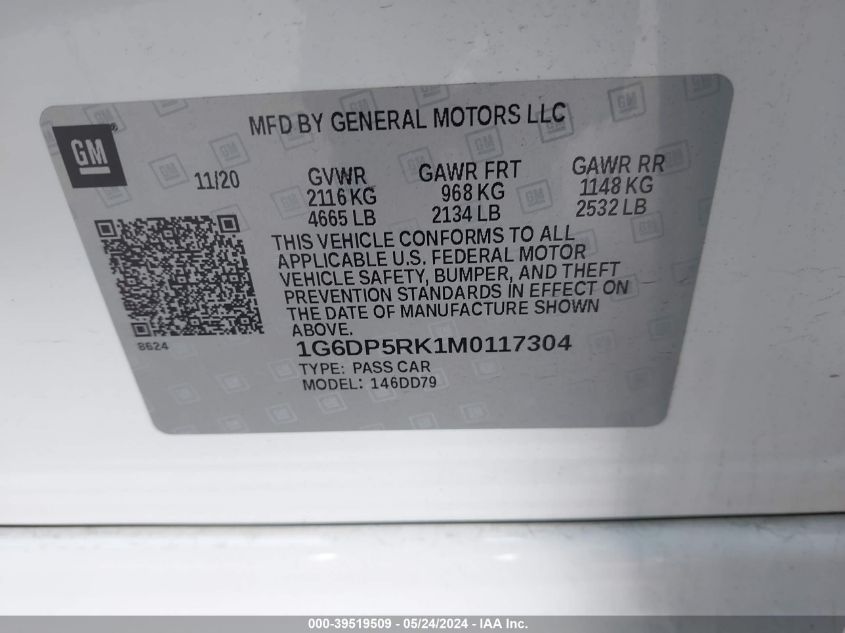 MFD BY GENERAL MOTORS LLC
GM®
11/20
GVWR
2116 KG
4665 LB
GAWR FRT
968 KG
2134 LB
GAWR RR
1148 KG
2532 LB
THIS VEHICLE CONFORMS TO ALL
APPLICABLE U.S. FEDERAL MOTOR
VEHICLE SAFETY, BUMPER, AND THEFT
PREVENTION STANDARDS IN EFFECT ON
THE DATE OF MANUFACTURE SHOWN
ABOVE.
8624
1G6DP5RK1M0117304
TYPE: PASS CAR
MODEL: 146DD79
000-39519509 - 05/24/2024 - IAA Inc.